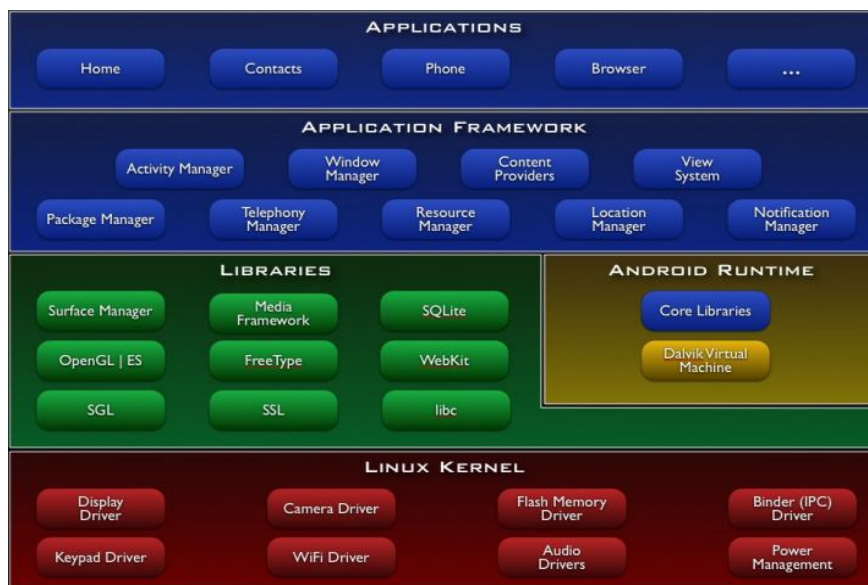 APPLICATIONS
Home
Contacts
Phone
Browser
...
APPLICATION FRAMEWORK
Activity Manager
Window
Manager
Content
Providers
View
System
Package Manager
Telephony
Manager
Resource
Manager
Location
Manager
Notification
Manager
LIBRARIES
Surface Manager
Media
Framework
SQLite
OpenGL | ES
FreeType
WebKit
SGL
SSL
libc
ANDROID RUNTIME
Core Libraries
Dalvik Virtual
Machine
LINUX KERNEL
Display
Driver
Camera Driver
Flash Memory
Driver
Binder (IPC)
Driver
Keypad Driver
WiFi Driver
Audio
Drivers
Power
Management